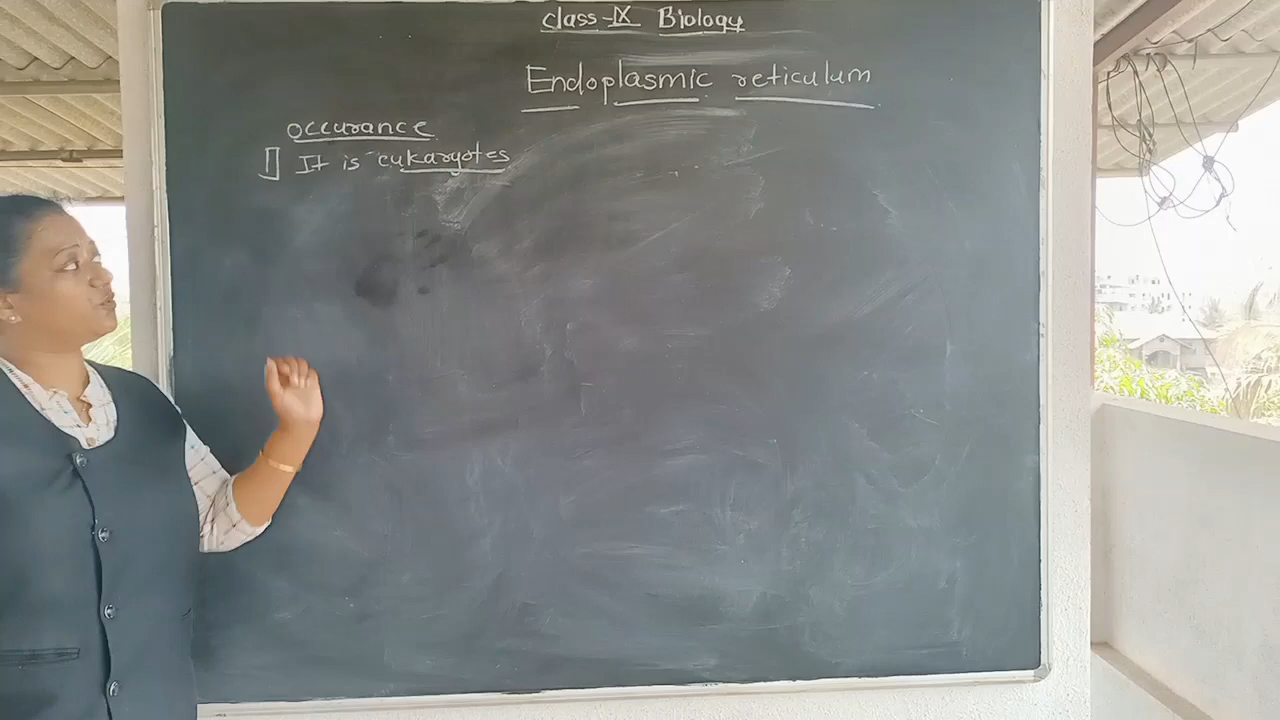 class-IX Biology
Endoplasmic reticulum
occurance
1] It is eukaryotes